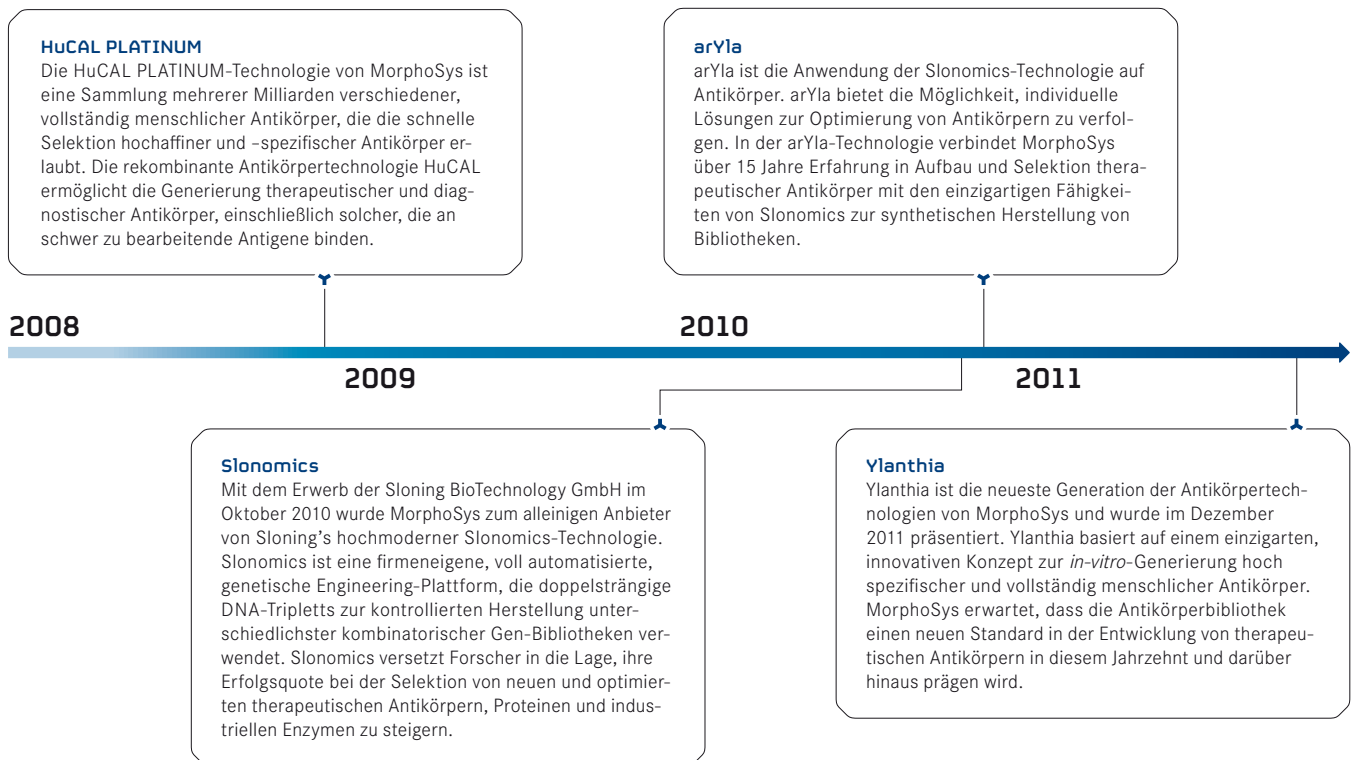 HuCAL PLATINUM
Die HuCAL PLATINUM-Technologie von MorphoSys ist
eine Sammlung mehrerer Milliarden verschiedener,
vollständig menschlicher Antikörper, die die schnelle
Selektion hochaffiner und -spezifischer Antikörper er-
laubt. Die rekombinante Antikörpertechnologie HuCAL
ermöglicht die Generierung therapeutischer und diag-
nostischer Antikörper, einschließlich solcher, die an
schwer zu bearbeitende Antigene binden.
arYla
arYla ist die Anwendung der Slonomics-Technologie auf
Antikörper. arYla bietet die Möglichkeit, individuelle
Lösungen zur Optimierung von Antikörpern zu verfol-
gen. In der arYla-Technologie verbindet MorphoSys
über 15 Jahre Erfahrung in Aufbau und Selektion thera-
peutischer Antikörper mit den einzigartigen Fähigkei-
ten von Slonomics zur synthetischen Herstellung von
Bibliotheken.
2008
2010
2009
2011
Slonomics
Mit dem Erwerb der Sloning BioTechnology GmbH im
Oktober 2010 wurde MorphoSys zum alleinigen Anbieter
von Sloning's hochmoderner Slonomics-Technologie.
Slonomics ist eine firmeneigene, voll automatisierte,
genetische Engineering-Plattform, die doppelsträngige
DNA-Tripletts zur kontrollierten Herstellung unter-
schiedlichster kombinatorischer Gen-Bibliotheken ver-
wendet. Slonomics versetzt Forscher in die Lage, ihre
Erfolgsquote bei der Selektion von neuen und optimier-
ten therapeutischen Antikörpern, Proteinen und indus-
triellen Enzymen zu steigern.
Ylanthia
Ylanthia ist die neueste Generation der Antikörpertech-
nologien von MorphoSys und wurde im Dezember
2011 präsentiert. Ylanthia basiert auf einem einzigarten,
innovativen Konzept zur in-vitro-Generierung hoch
spezifischer und vollständig menschlicher Antikörper.
MorphoSys erwartet, dass die Antikörperbibliothek
einen neuen Standard in der Entwicklung von therapeu-
tischen Antikörpern in diesem Jahrzehnt und darüber
hinaus prägen wird.